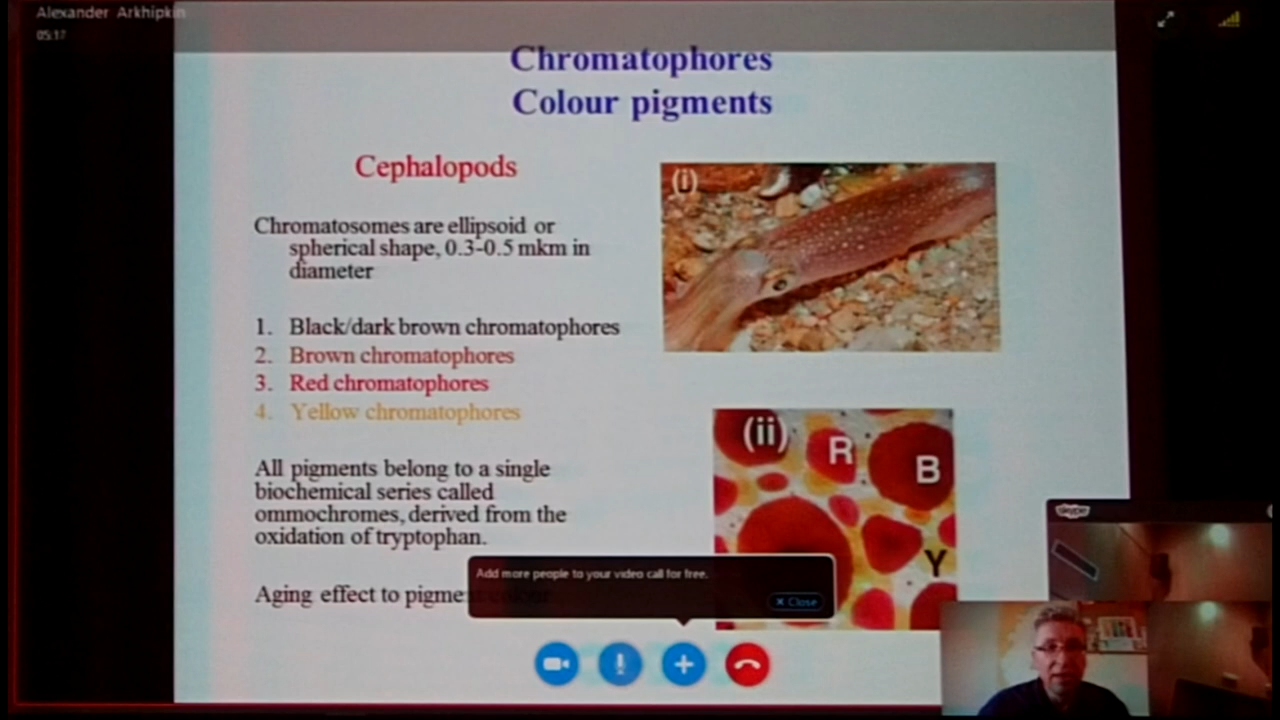 Alexander Arkhipkin
05:17
Chromatophores
Colour pigments
Cephalopods
Chromatosomes are ellipsoid or
spherical shape, 0.3-0.5 mkm in
diameter
1. Black/dark brown chromatophores
2. Brown chromatophores
3. Red chromatophores
4. Yellow chromatophores
All pigments belong to a single
biochemical series called
ommochromes, derived from the
oxidation of tryptophan.
Aging effect to pigment colour
(i)
(ii)
R
B
Y
Add more people to your video call for free.
× Close
skype